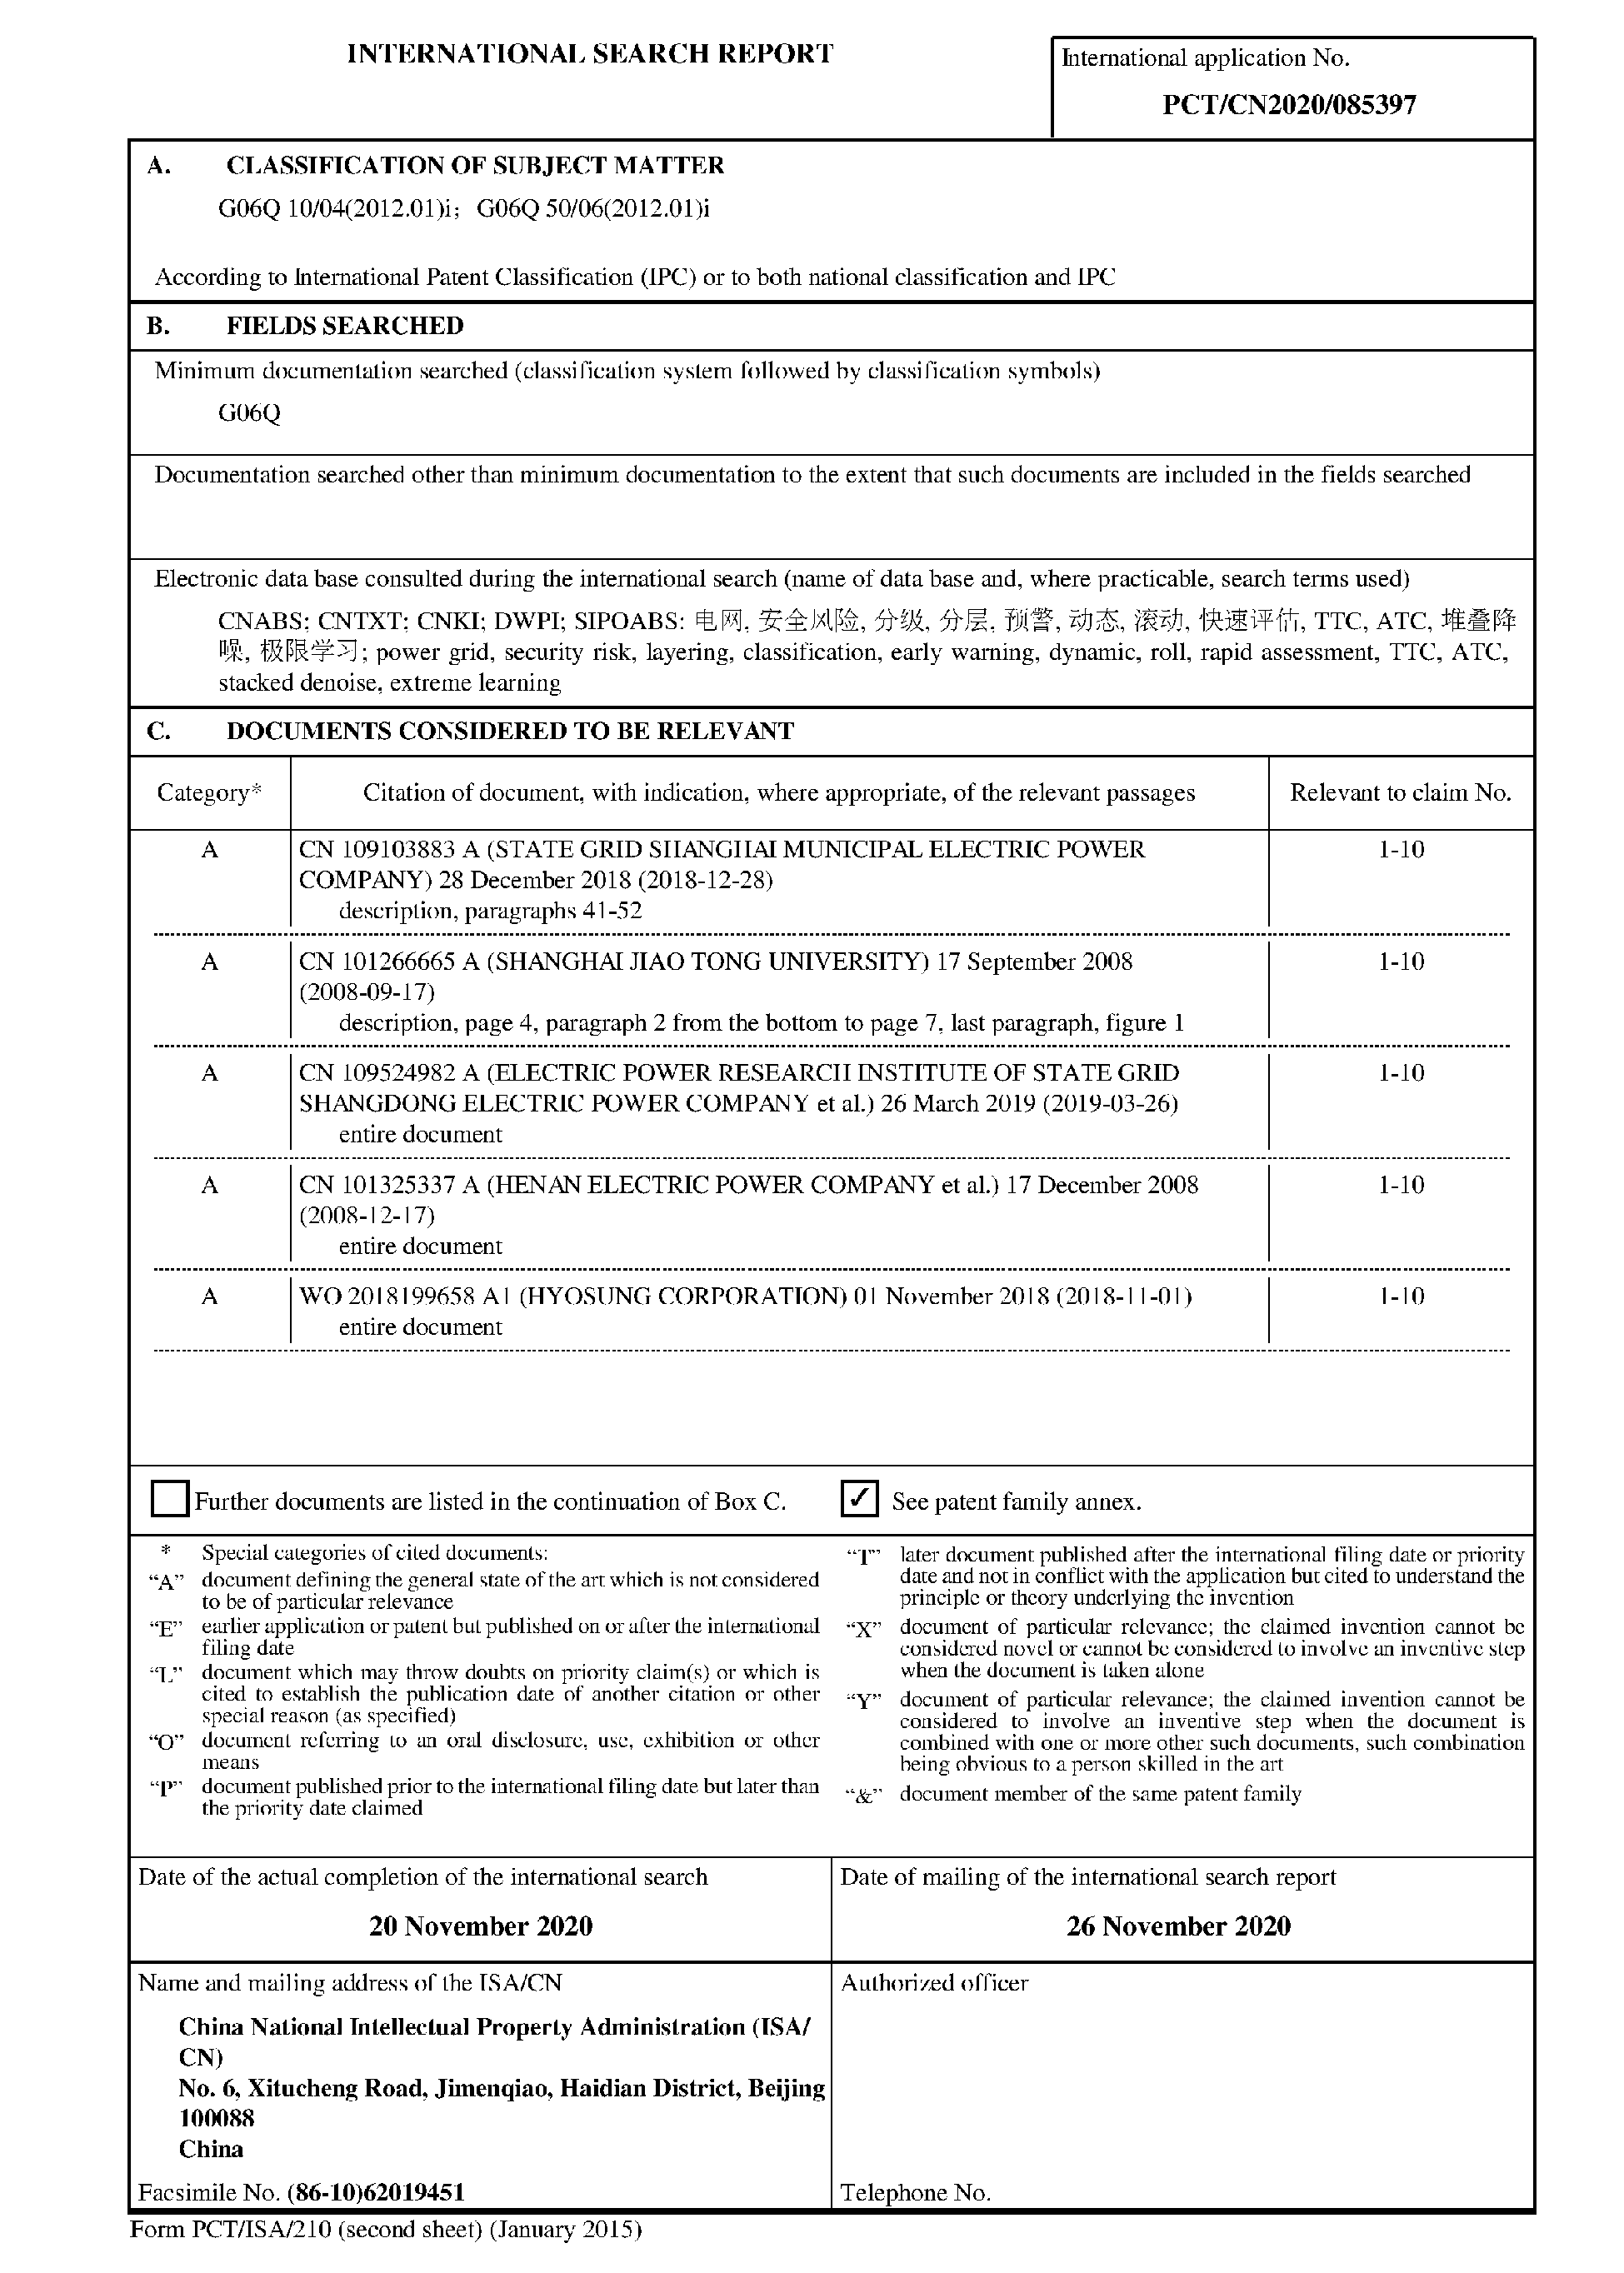 INTERNATIONAL SEARCH REPORT
International application No.
PCT/CN2020/085397
A. CLASSIFICATION OF SUBJECT MATTER
G06Q 10/04(2012.01)i; G06Q 50/06(2012.01)i
According to International Patent Classification (IPC) or to both national classification and IPC
B. FIELDS SEARCHED
Minimum documentation searched (classification system followed by classification symbols)
G06Q
Documentation searched other than minimum documentation to the extent that such documents are included in the fields searched
Electronic data base consulted during the international search (name of data base and, where practicable, search terms used)
CNABS; CNTXT; CNKI; DWPI; SIPOABS: 电网, 安全风险, 分级, 分层, 预警, 动态, 滚动, 快速评估, TTC, ATC, 堆叠降
噪, 极限学习; power grid, security risk, layering, classification, early warning, dynamic, roll, rapid assessment, TTC, ATC,
stacked denoise, extreme learning
C. DOCUMENTS CONSIDERED TO BE RELEVANT
Category* Citation of document, with indication, where appropriate, of the relevant passages Relevant to claim No.
A CN 109103883 A (STATE GRID SHANGHAI MUNICIPAL ELECTRIC POWER 1-10
COMPANY) 28 December 2018 (2018-12-28)
description, paragraphs 41-52
A CN 101266665 A (SHANGHAI JIAO TONG UNIVERSITY) 17 September 2008 1-10
(2008-09-17)
description, page 4, paragraph 2 from the bottom to page 7, last paragraph, figure 1
A CN 109524982 A (ELECTRIC POWER RESEARCH INSTITUTE OF STATE GRID 1-10
SHANGDONG ELECTRIC POWER COMPANY et al.) 26 March 2019 (2019-03-26)
entire document
A CN 101325337 A (HENAN ELECTRIC POWER COMPANY et al.) 17 December 2008 1-10
(2008-12-17)
entire document
A WO 2018199658 A1 (HYOSUNG CORPORATION) 01 November 2018 (2018-11-01) 1-10
entire document
Further documents are listed in the continuation of Box C. ✓ See patent family annex.
* Special categories of cited documents:
“A” document defining the general state of the art which is not considered
to be of particular relevance
“E” earlier application or patent but published on or after the international
filing date
“L” document which may throw doubts on priority claim(s) or which is
cited to establish the publication date of another citation or other
special reason (as specified)
“O” document referring to an oral disclosure, use, exhibition or other
means
“P” document published prior to the international filing date but later than
the priority date claimed
“T” later document published after the international filing date or priority
date and not in conflict with the application but cited to understand the
principle or theory underlying the invention
“X” document of particular relevance; the claimed invention cannot be
considered novel or cannot be considered to involve an inventive step
when the document is taken alone
“Y” document of particular relevance; the claimed invention cannot be
considered to involve an inventive step when the document is
combined with one or more other such documents, such combination
being obvious to a person skilled in the art
“&” document member of the same patent family
Date of the actual completion of the international search
20 November 2020
Date of mailing of the international search report
26 November 2020
Name and mailing address of the ISA/CN
China National Intellectual Property Administration (ISA/
CN)
No. 6, Xitucheng Road, Jimenqiao, Haidian District, Beijing
100088
China
Facsimile No. (86-10)62019451
Authorized officer
Telephone No.
Form PCT/ISA/210 (second sheet) (January 2015)